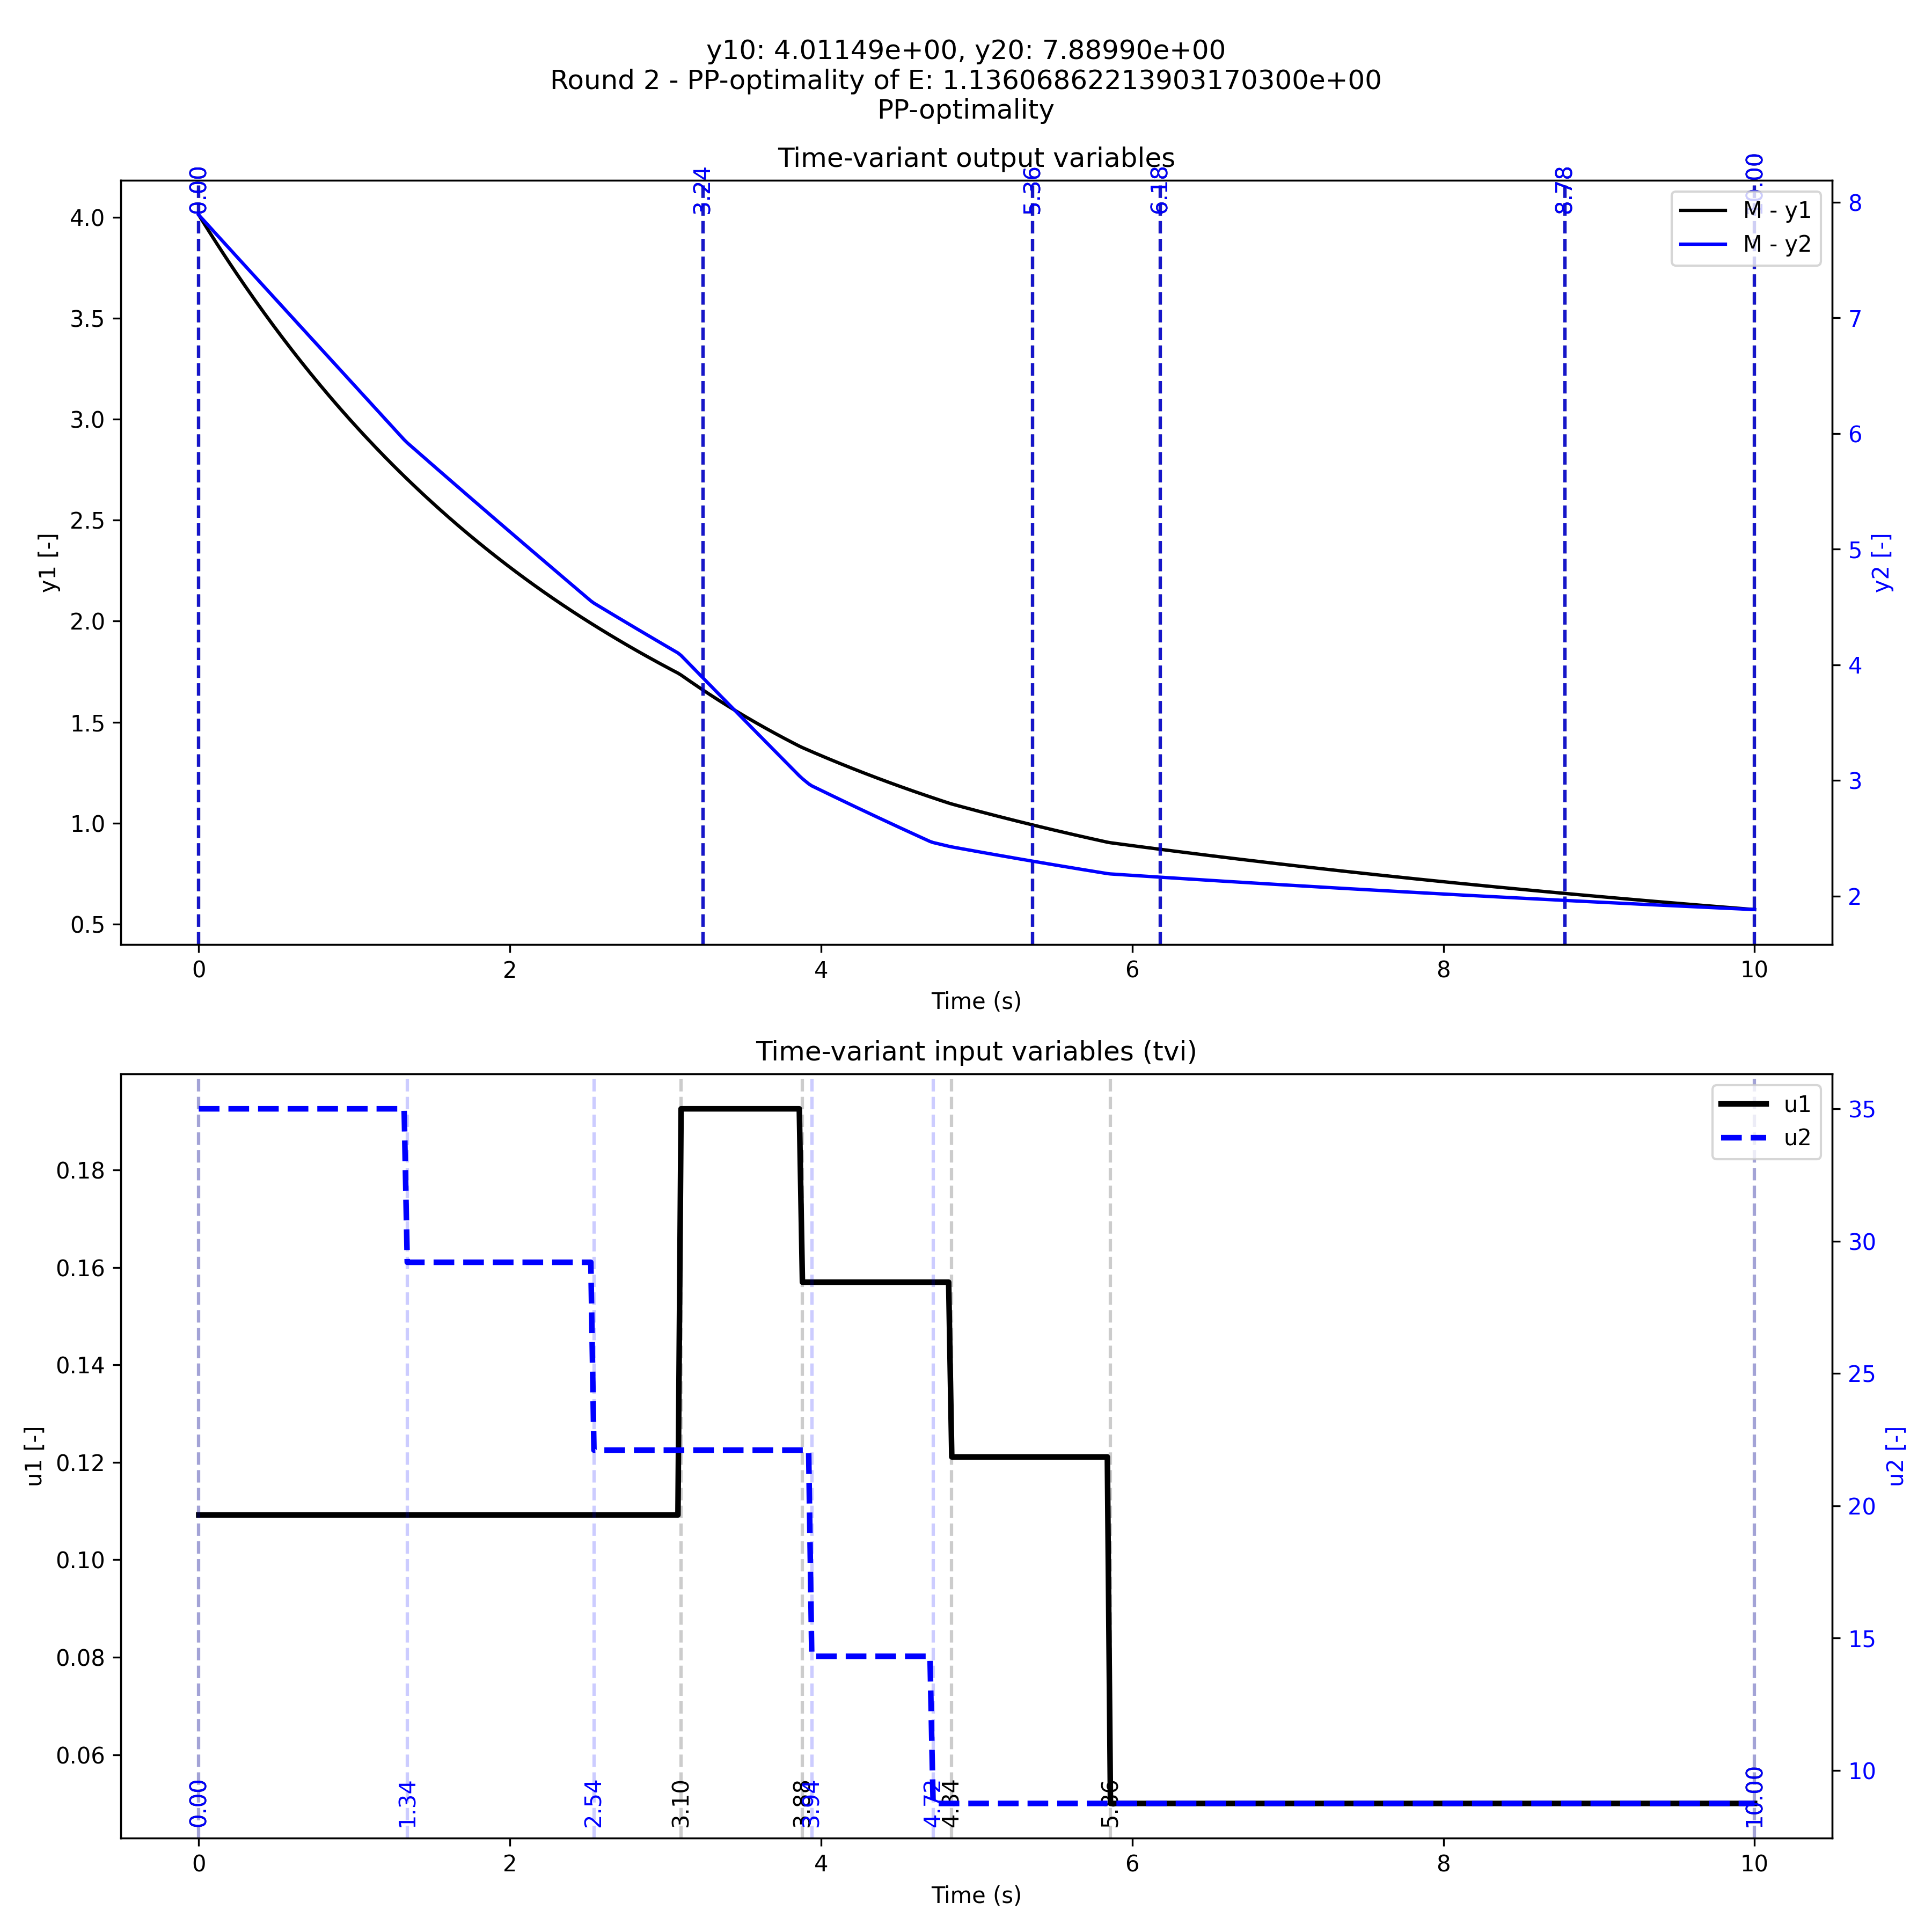 y10: 4.01149e+00, y20: 7.88990e+00
Round 2 - PP-optimality of E: 1.13606862213903170300e+00
PP-optimality
Time-variant output variables
0.00
3.24
5.36
6.18
8.78
M - y1
M - y2
4.0
3.5
3.0
2.5
2.0
1.5
1.0
0.5
y1 [-]
8
7
6
5
4
3
2
y2 [-]
0 2 4 6 8 10
Time (s)
Time-variant input variables (tvi)
u1
u2
0.18
0.16
0.14
0.12
0.10
0.08
0.06
u1 [-]
35
30
25
20
15
10
u2 [-]
0.00
1.34
2.54
3.10
3.88
3.94
4.72
4.84
5.86
10.00
0 2 4 6 8 10
Time (s)